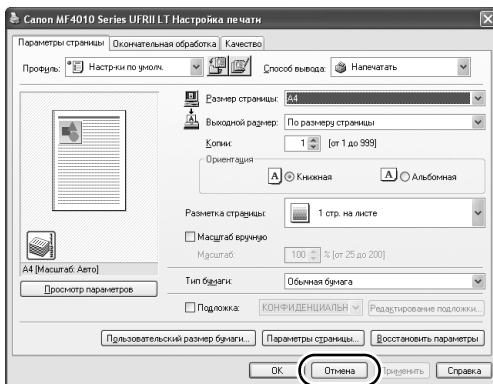 Canon MF4010 Series UFRII LT Настройка печати
Параметры страницы Окончательная обработка Качество
Профиль: Настр-ки по умолч. Способ вывода: Напечатать
Размер страницы: A4
Выходной размер: По размеру страницы
Копии: 1 [от 1 до 999]
Ориентация
A Книжная A Альбомная
Разметка страницы: 1 стр. на листе
Масштаб вручную
Масштаб: 100 % [от 25 до 200]
A4 [Масштаб: Авто]
Просмотр параметров
Тип бумаги: Обычная бумага
Подложка: КОНФИДЕНЦИАЛЬН Редактирование подложки...
Пользовательский размер бумаги... Параметры страницы... Восстановить параметры
OK Отмена Применить Справка